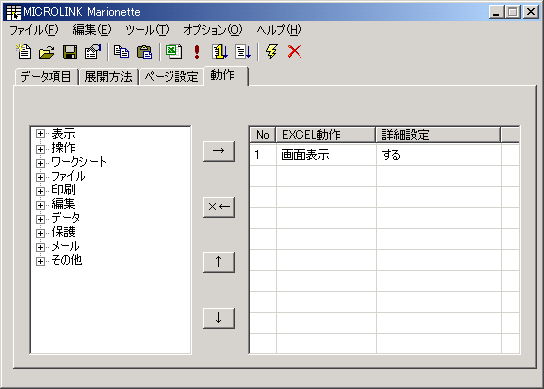 MICROLINK Marionette
ファイル(F) 編集(E) ツール(T) オプション(O) ヘルプ(H)
データ項目 展開方法 ページ設定 動作
表示
操作
ワークシート
ファイル
印刷
編集
データ
保護
メール
その他
→
×←
↑
↓
No EXCEL動作 詳細設定
1 画面表示 する